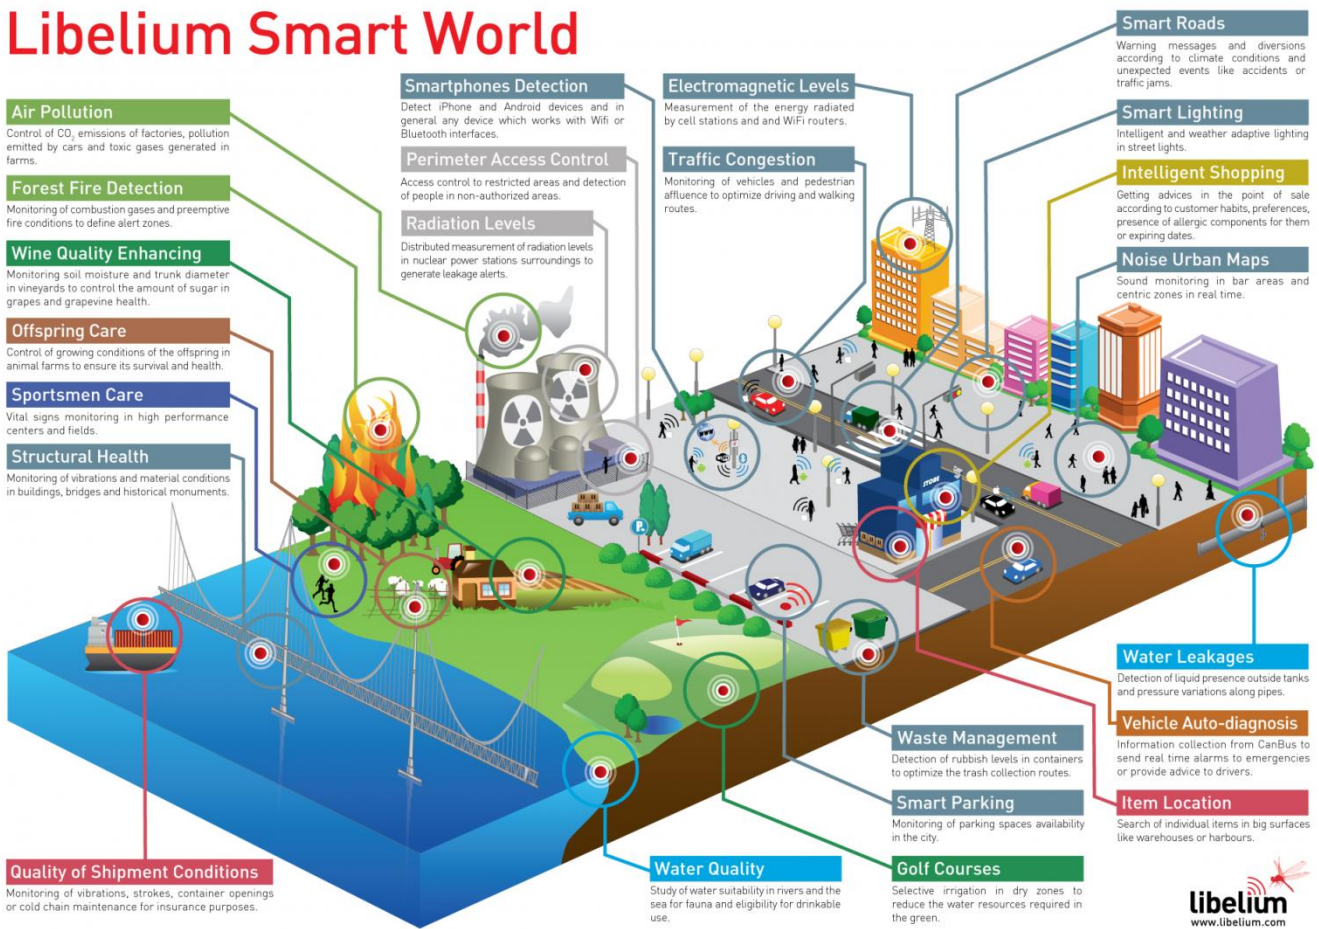 Libelium Smart World
Air Pollution
Control of CO₂ emissions of factories, pollution
emitted by cars and toxic gases generated in
farms.
Forest Fire Detection
Monitoring of combustion gases and preemptive
fire conditions to define alert zones.
Wine Quality Enhancing
Monitoring soil moisture and trunk diameter
in vineyards to control the amount of sugar in
grapes and grapevine health.
Offspring Care
Control of growing conditions of the offspring in
animal farms to ensure its survival and health.
Sportsmen Care
Vital signs monitoring in high performance
centers and fields.
Structural Health
Monitoring of vibrations and material conditions
in buildings, bridges and historical monuments.
Quality of Shipment Conditions
Monitoring of vibrations, strokes, container openings
or cold chain maintenance for insurance purposes.
Smartphones Detection
Detect iPhone and Android devices and in
general any device which works with Wifi or
Bluetooth interfaces.
Perimeter Access Control
Access control to restricted areas and detection
of people in non-authorized areas.
Radiation Levels
Distributed measurement of radiation levels
in nuclear power stations surroundings to
generate leakage alerts.
Electromagnetic Levels
Measurement of the energy radiated
by cell stations and and WiFi routers.
Traffic Congestion
Monitoring of vehicles and pedestrian
affluence to optimize driving and walking
routes.
Smart Roads
Warning messages and diversions
according to climate conditions and
unexpected events like accidents or
traffic jams.
Smart Lighting
Intelligent and weather adaptive lighting
in street lights.
Intelligent Shopping
Getting advices in the point of sale
according to customer habits, preferences,
presence of allergic components for them
or expiring dates.
Noise Urban Maps
Sound monitoring in bar areas and
centric zones in real time.
STORE
P
Water Leakages
Detection of liquid presence outside tanks
and pressure variations along pipes.
Vehicle Auto-diagnosis
Information collection from CanBus to
send real time alarms to emergencies
or provide advice to drivers.
Item Location
Search of individual items in big surfaces
like warehouses or harbours.
Waste Management
Detection of rubbish levels in containers
to optimize the trash collection routes.
Smart Parking
Monitoring of parking spaces availability
in the city.
Golf Courses
Selective irrigation in dry zones to
reduce the water resources required in
the green.
Water Quality
Study of water suitability in rivers and the
sea for fauna and eligibility for drinkable
use.
libelium
www.libelium.com